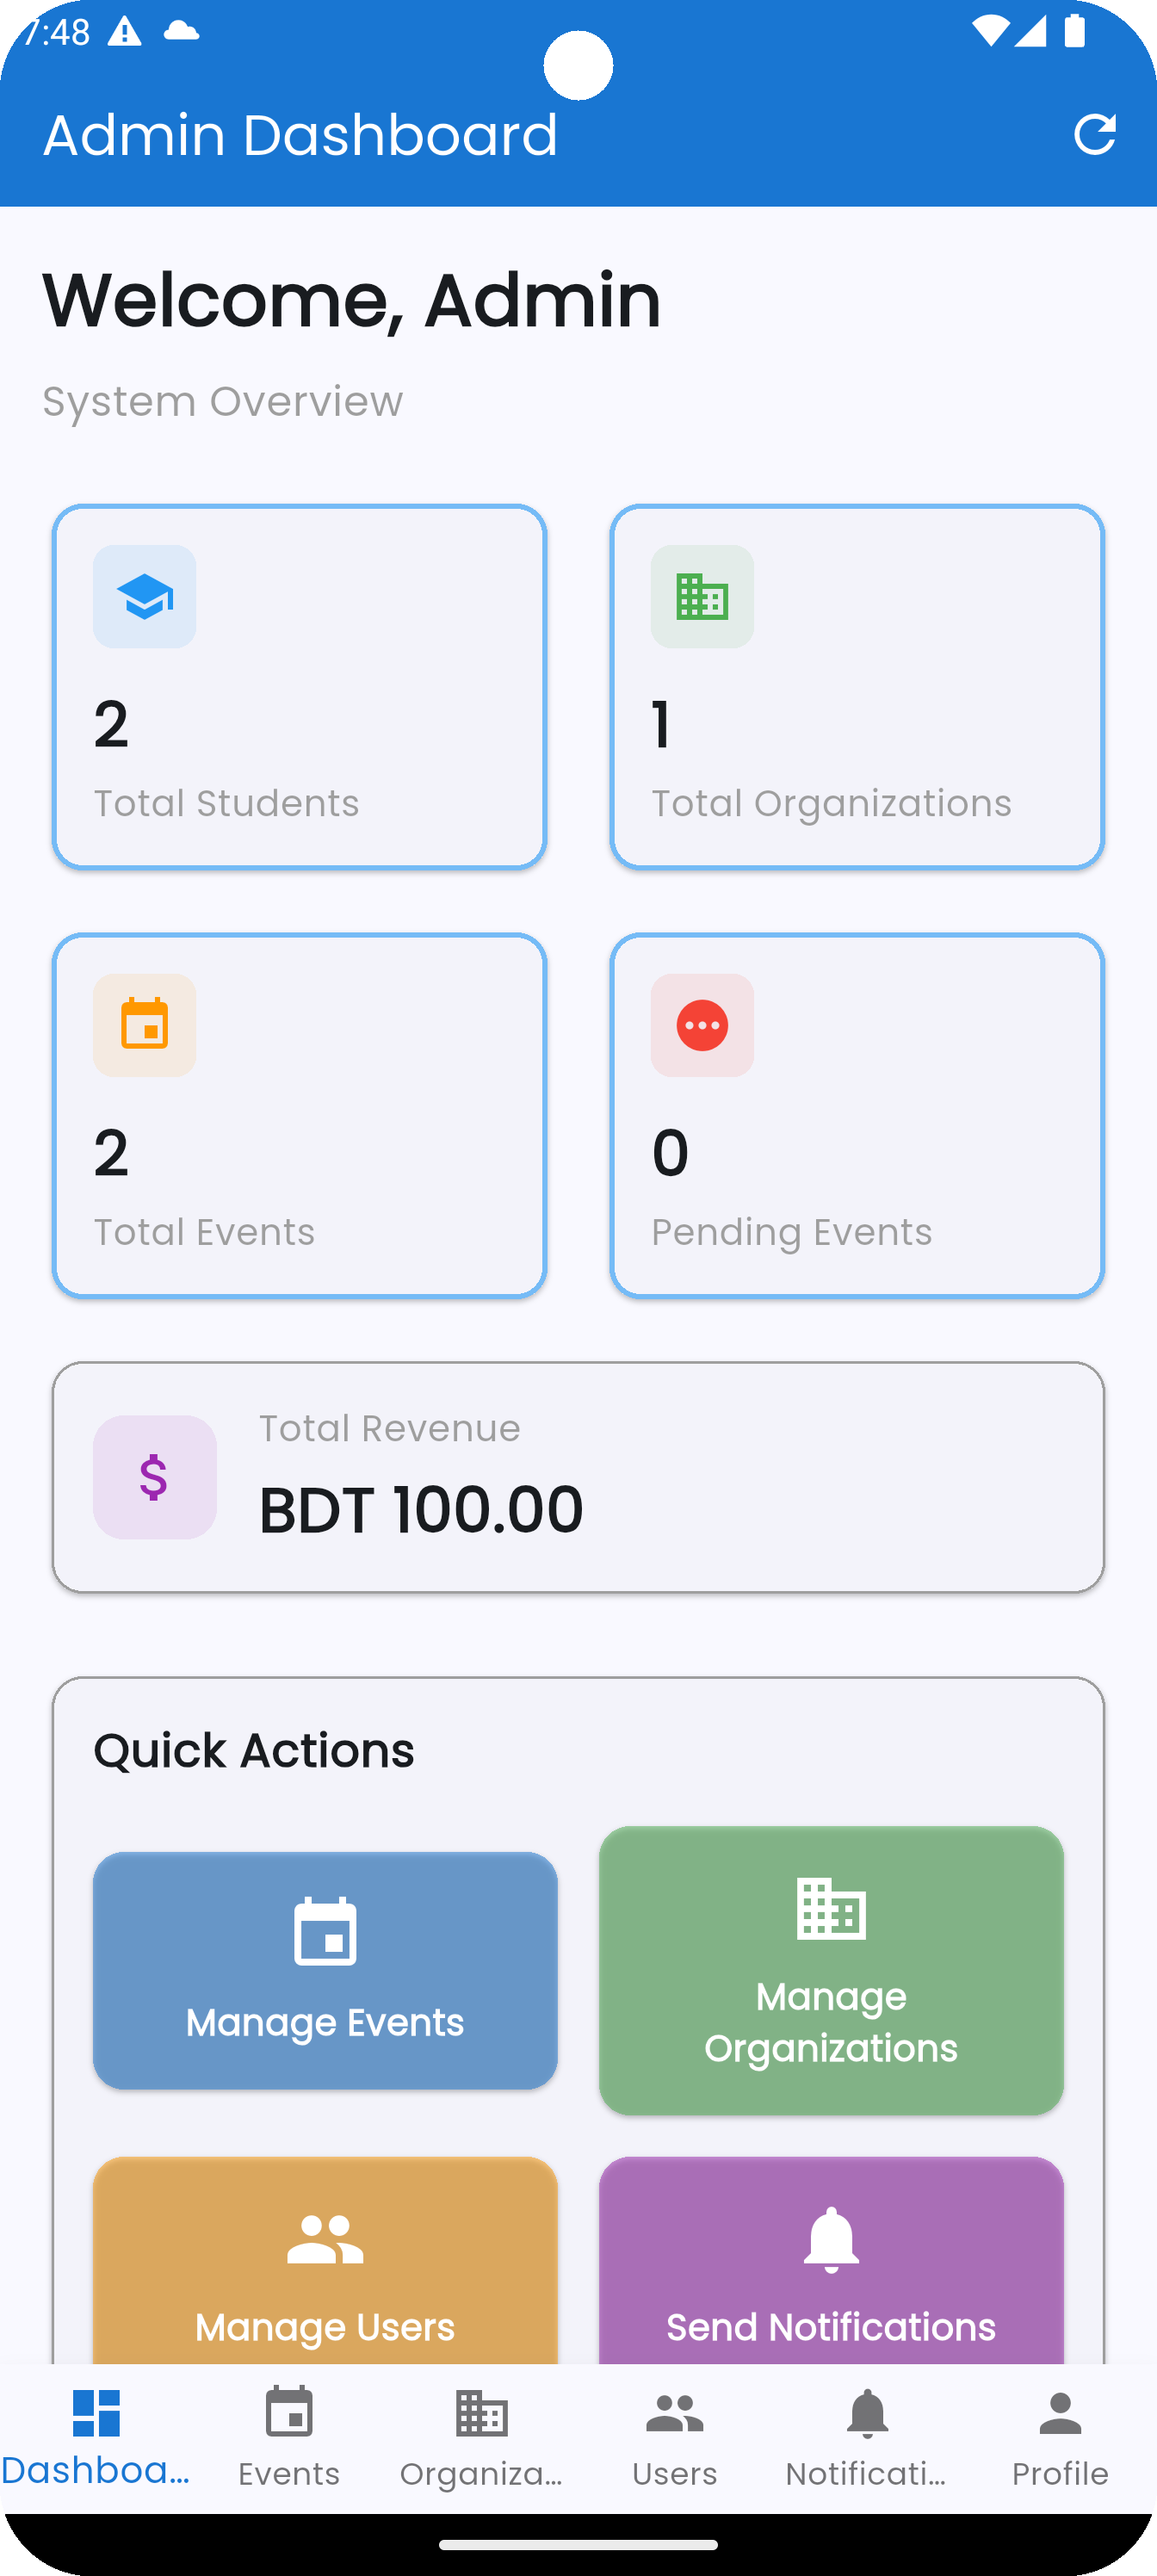 7:48
Admin Dashboard
Welcome, Admin
System Overview
2
Total Students
1
Total Organizations
2
Total Events
0
Pending Events
$
Total Revenue
BDT 100.00
Quick Actions
Manage Events
Manage
Organizations
Manage Users
Send Notifications
Dashboa...
Events
Organiza...
Users
Notificati...
Profile